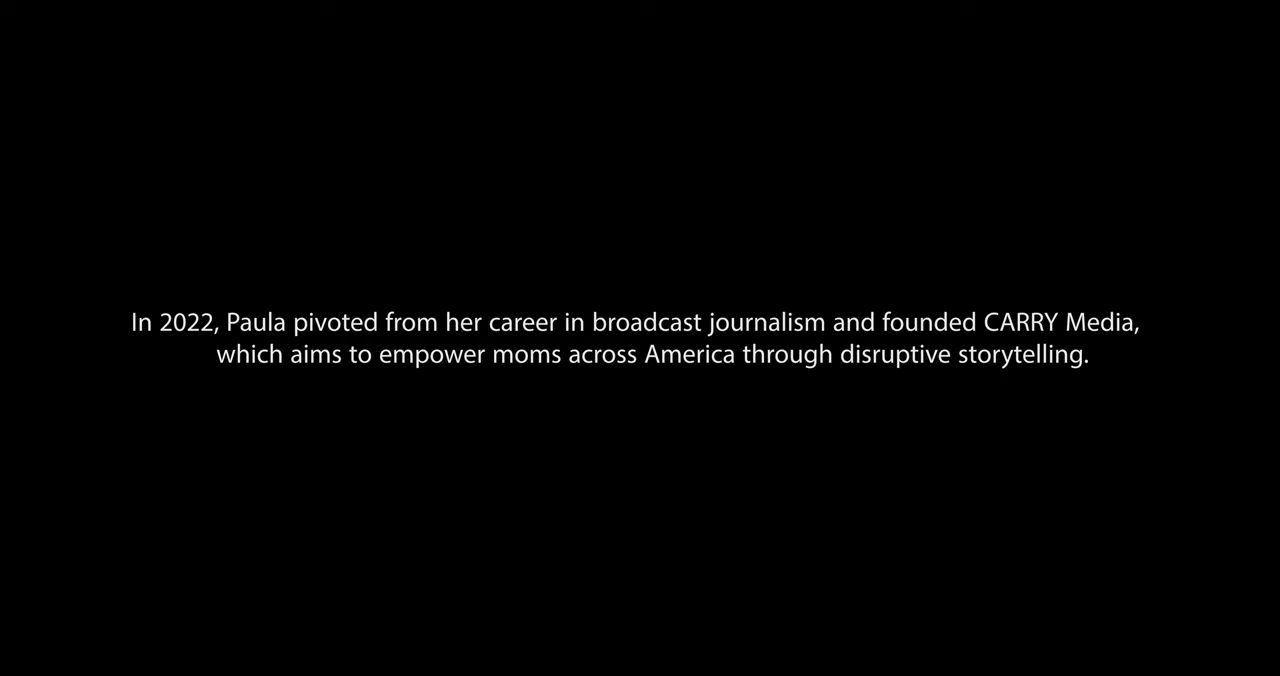 In 2022, Paula pivoted from her career in broadcast journalism and founded CARRY Media,
which aims to empower moms across America through disruptive storytelling.